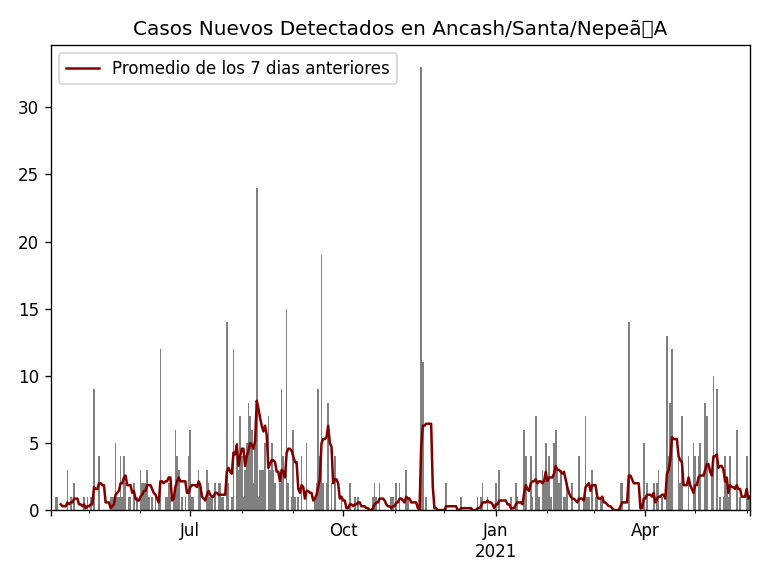 Casos Nuevos Detectados en Ancash/Santa/Nepeã▯A
Promedio de los 7 dias anteriores
30
25
20
15
10
5
0
Jul
Oct
Jan
2021
Apr